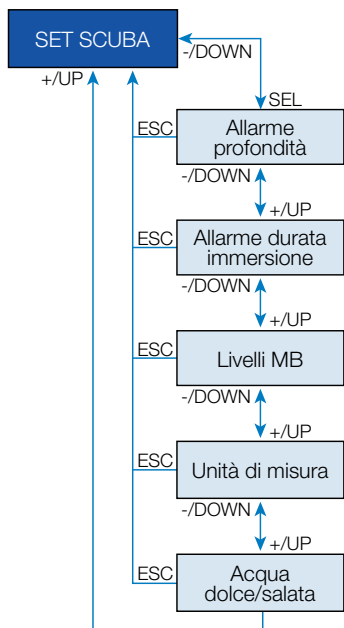 SET SCUBA
-/DOWN
+/UP
SEL
ESC
Allarme
profondità
-/DOWN
+/UP
ESC
Allarme durata
immersione
-/DOWN
+/UP
ESC
Livelli MB
-/DOWN
+/UP
ESC
Unità di misura
-/DOWN
+/UP
ESC
Acqua
dolce/salata